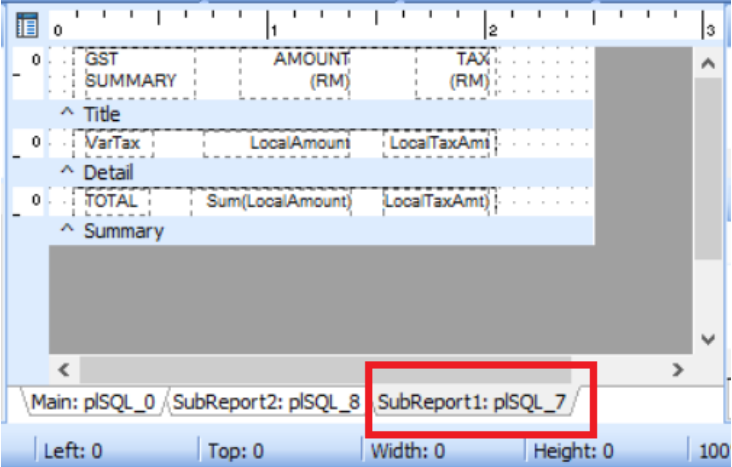 0 1 2 3
0 GST AMOUNT TAX
SUMMARY (RM) (RM)
^ Title
0 VarTax LocalAmount LocalTaxAmt
^ Detail
0 TOTAL Sum(LocalAmount) LocalTaxAmt)
^ Summary
Main: plSQL_0 SubReport2: plSQL_8 SubReport1: plSQL_7
Left: 0 Top: 0 Width: 0 Height: 0 100